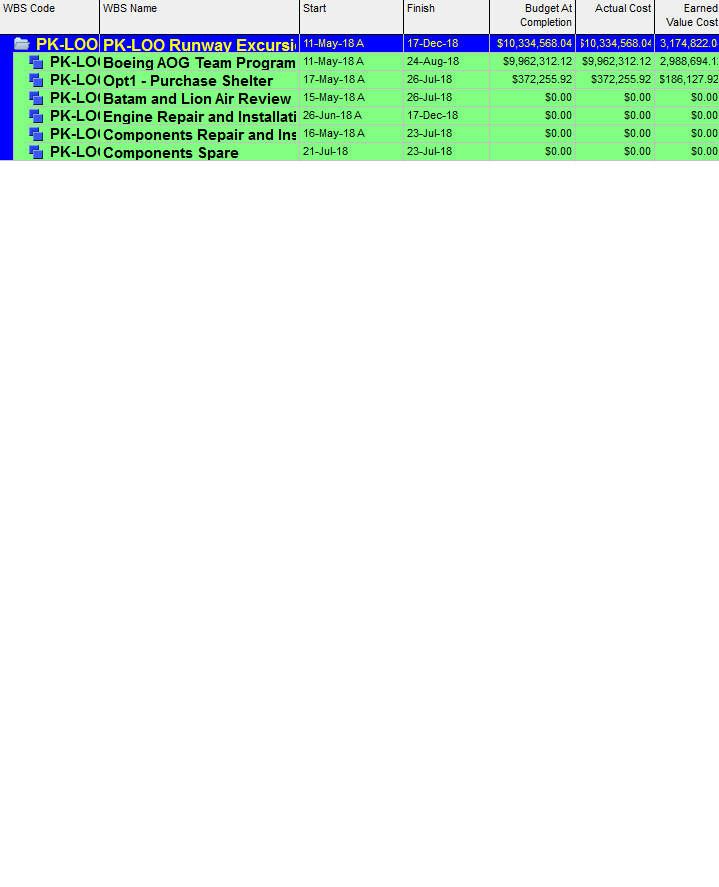 WBS Code WBS Name Start Finish Budget At Completion Actual Cost Earned Value Cost
PK-LOO PK-LOO Runway Excursi 11-May-18 A 17-Dec-18 $10,334,568.04 $10,334,568.04 3,174,822.0
PK-LO Boeing AOG Team Program 11-May-18 A 24-Aug-18 $9,962,312.12 $9,962,312.12 2,988,694.1
PK-LO Opt1 - Purchase Shelter 17-May-18 A 26-Jul-18 $372,255.92 $372,255.92 $186,127.92
PK-LO Batam and Lion Air Review 15-May-18 A 26-Jul-18 $0.00 $0.00 $0.00
PK-LO Engine Repair and Installati 26-Jun-18 A 17-Dec-18 $0.00 $0.00 $0.00
PK-LO Components Repair and Ins 16-May-18 A 23-Jul-18 $0.00 $0.00 $0.00
PK-LO Components Spare 21-Jul-18 23-Jul-18 $0.00 $0.00 $0.00